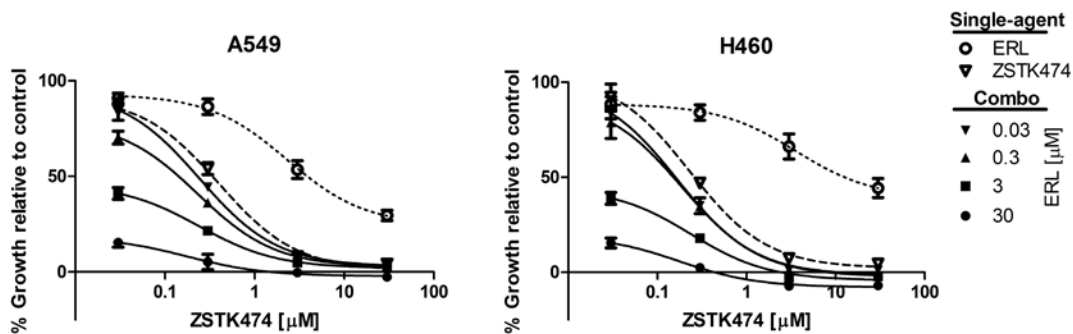 A549
% Growth relative to control
100
50
0
0.1
1
10
100
ZSTK474 [µM]
H460
% Growth relative to control
100
50
0
0.1
1
10
100
ZSTK474 [µM]
Single-agent
ERL
ZSTK474
Combo
0.03
0.3
3
30
ERL [µM]